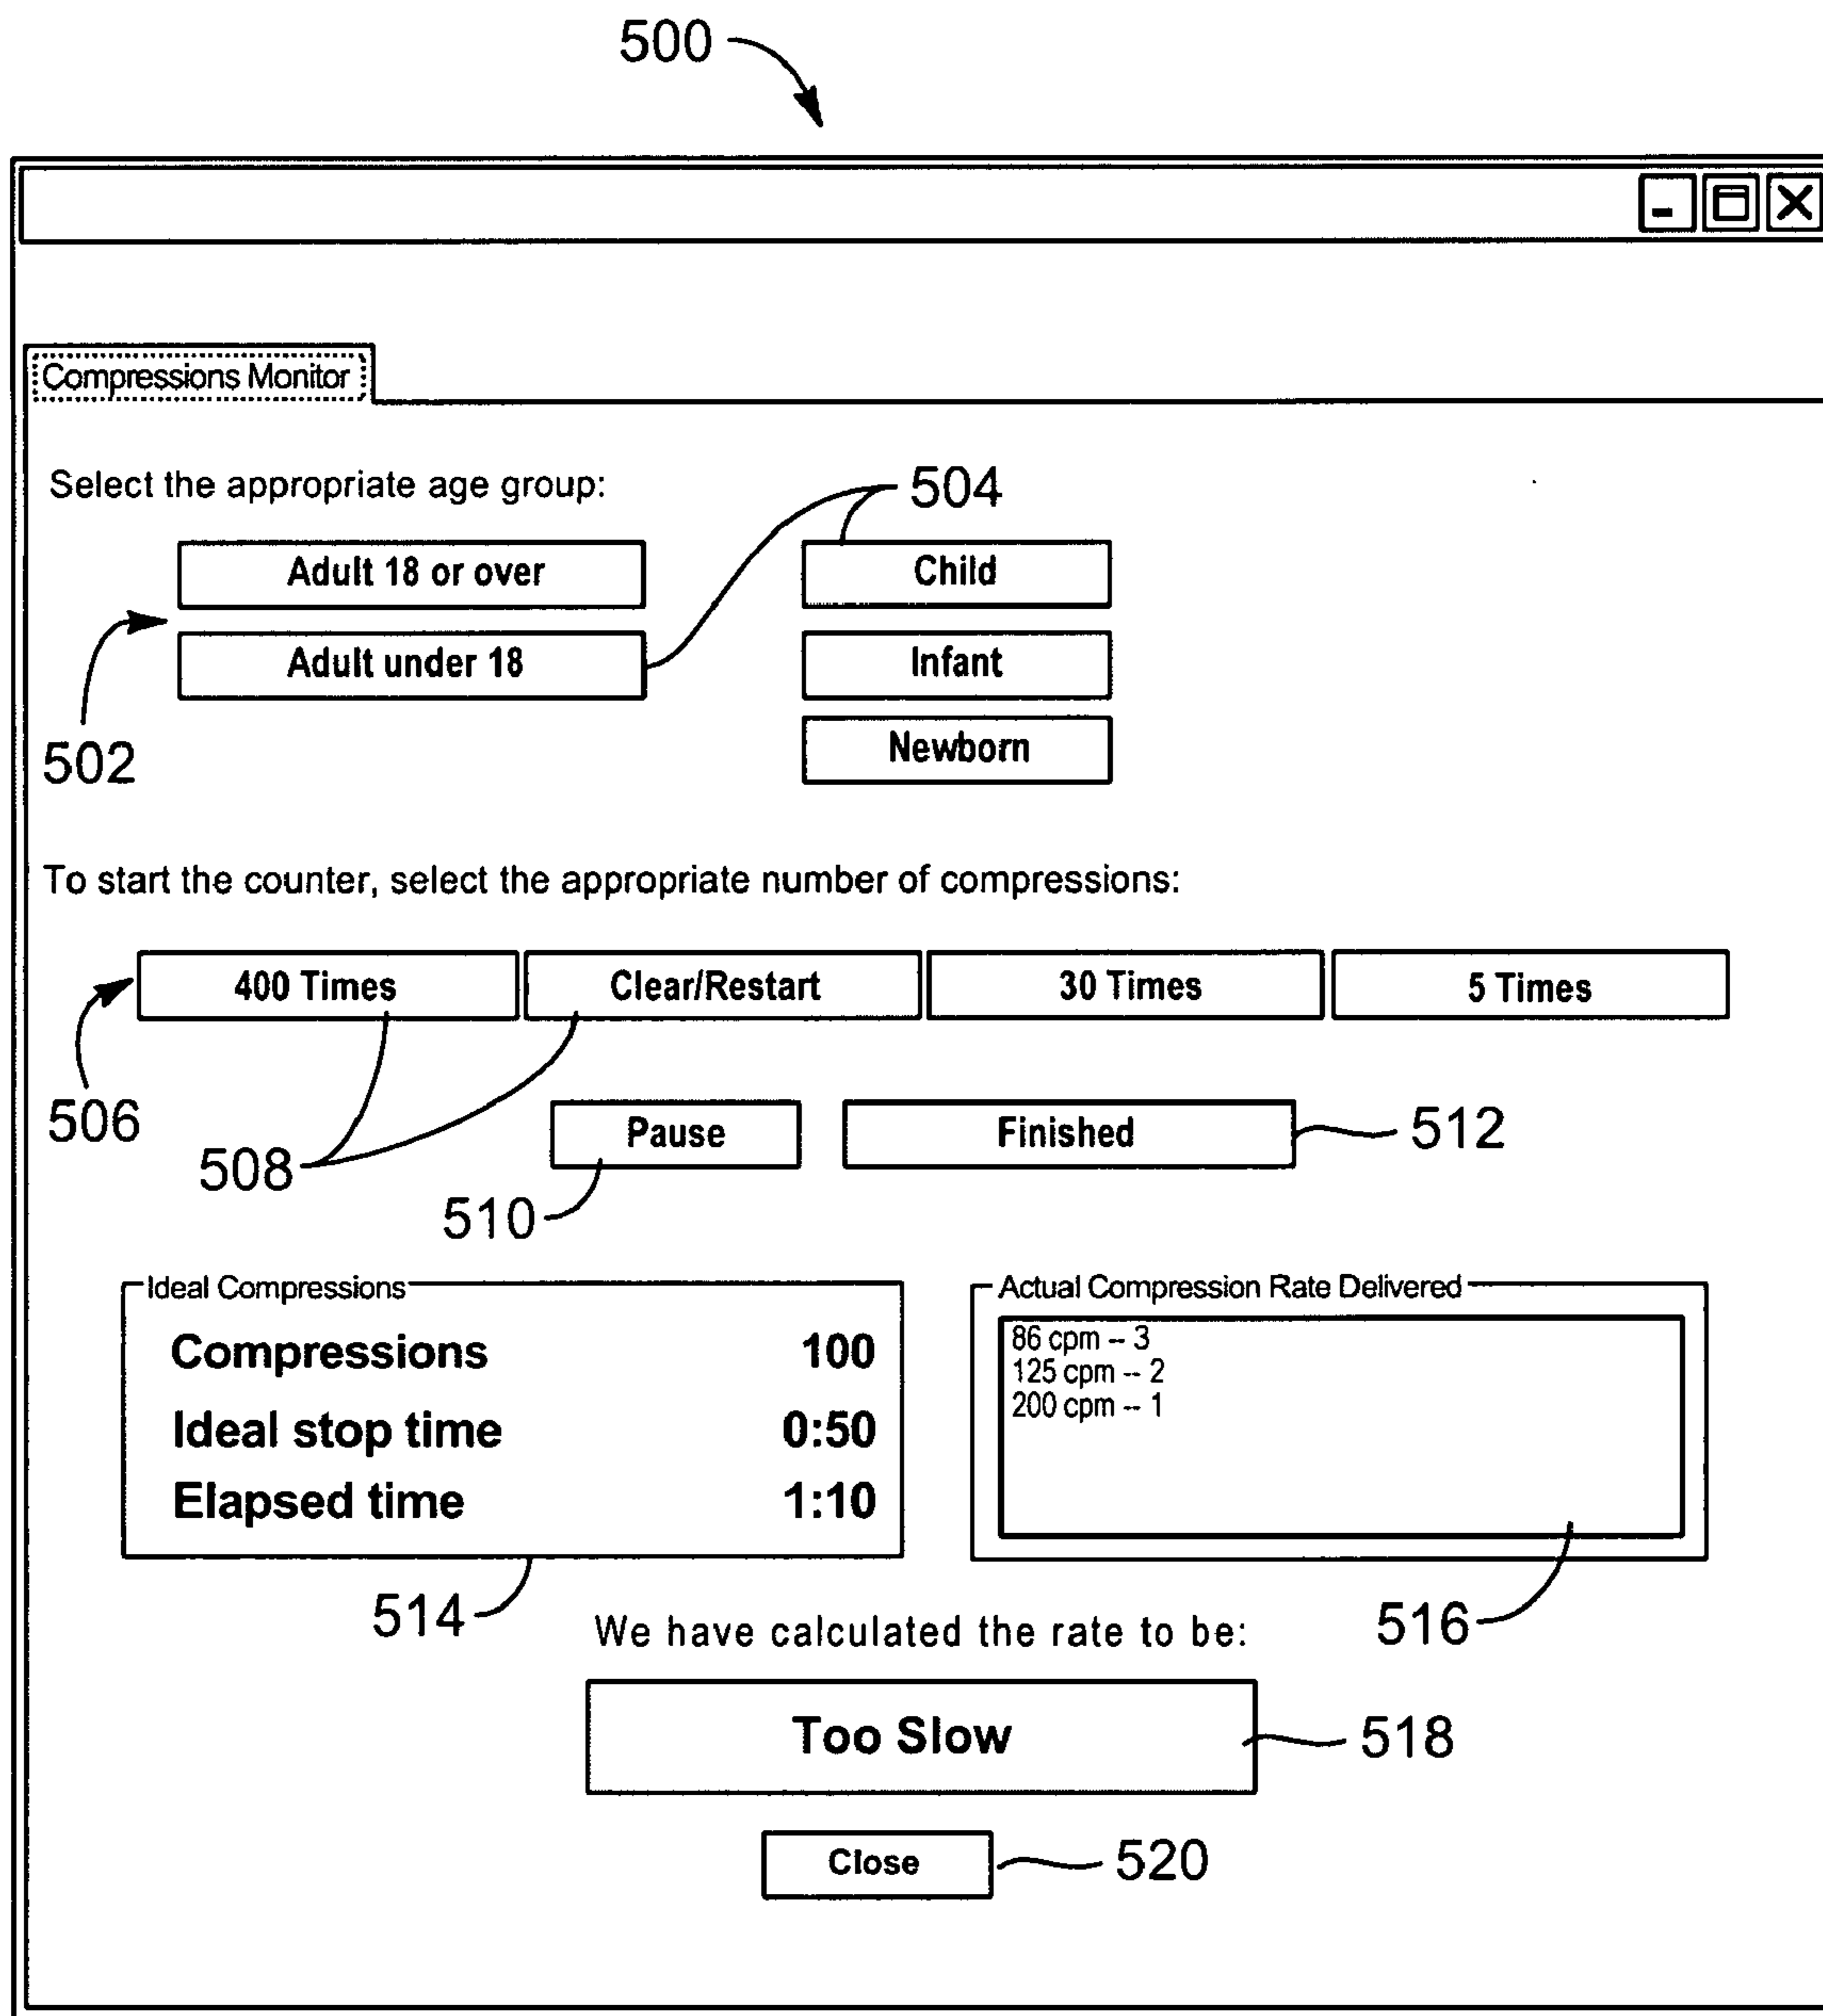 500
Compressions Monitor
Select the appropriate age group:
504
Adult 18 or over
Child
Adult under 18
Infant
502
Newborn
To start the counter, select the appropriate number of compressions:
400 Times
Clear/Restart
30 Times
5 Times
506
508
Pause
Finished
512
510
Ideal Compressions
Compressions 100
Ideal stop time 0:50
Elapsed time 1:10
Actual Compression Rate Delivered
86 cpm -- 3
125 cpm -- 2
200 cpm -- 1
514
516
We have calculated the rate to be:
Too Slow
518
Close
520